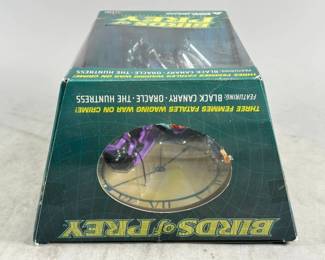 BIRDS of PREY
THREE FEMMES FATALES WAGING WAR ON CRIME!
FEATURING: BLACK CANARY · ORACLE · THE HUNTRESS
THREE FEMMES FATALES WAGING WAR ON CRIME!
FEATURING: BLACK CANARY · ORACLE · THE HUNTRESS
BIRDS of PREY